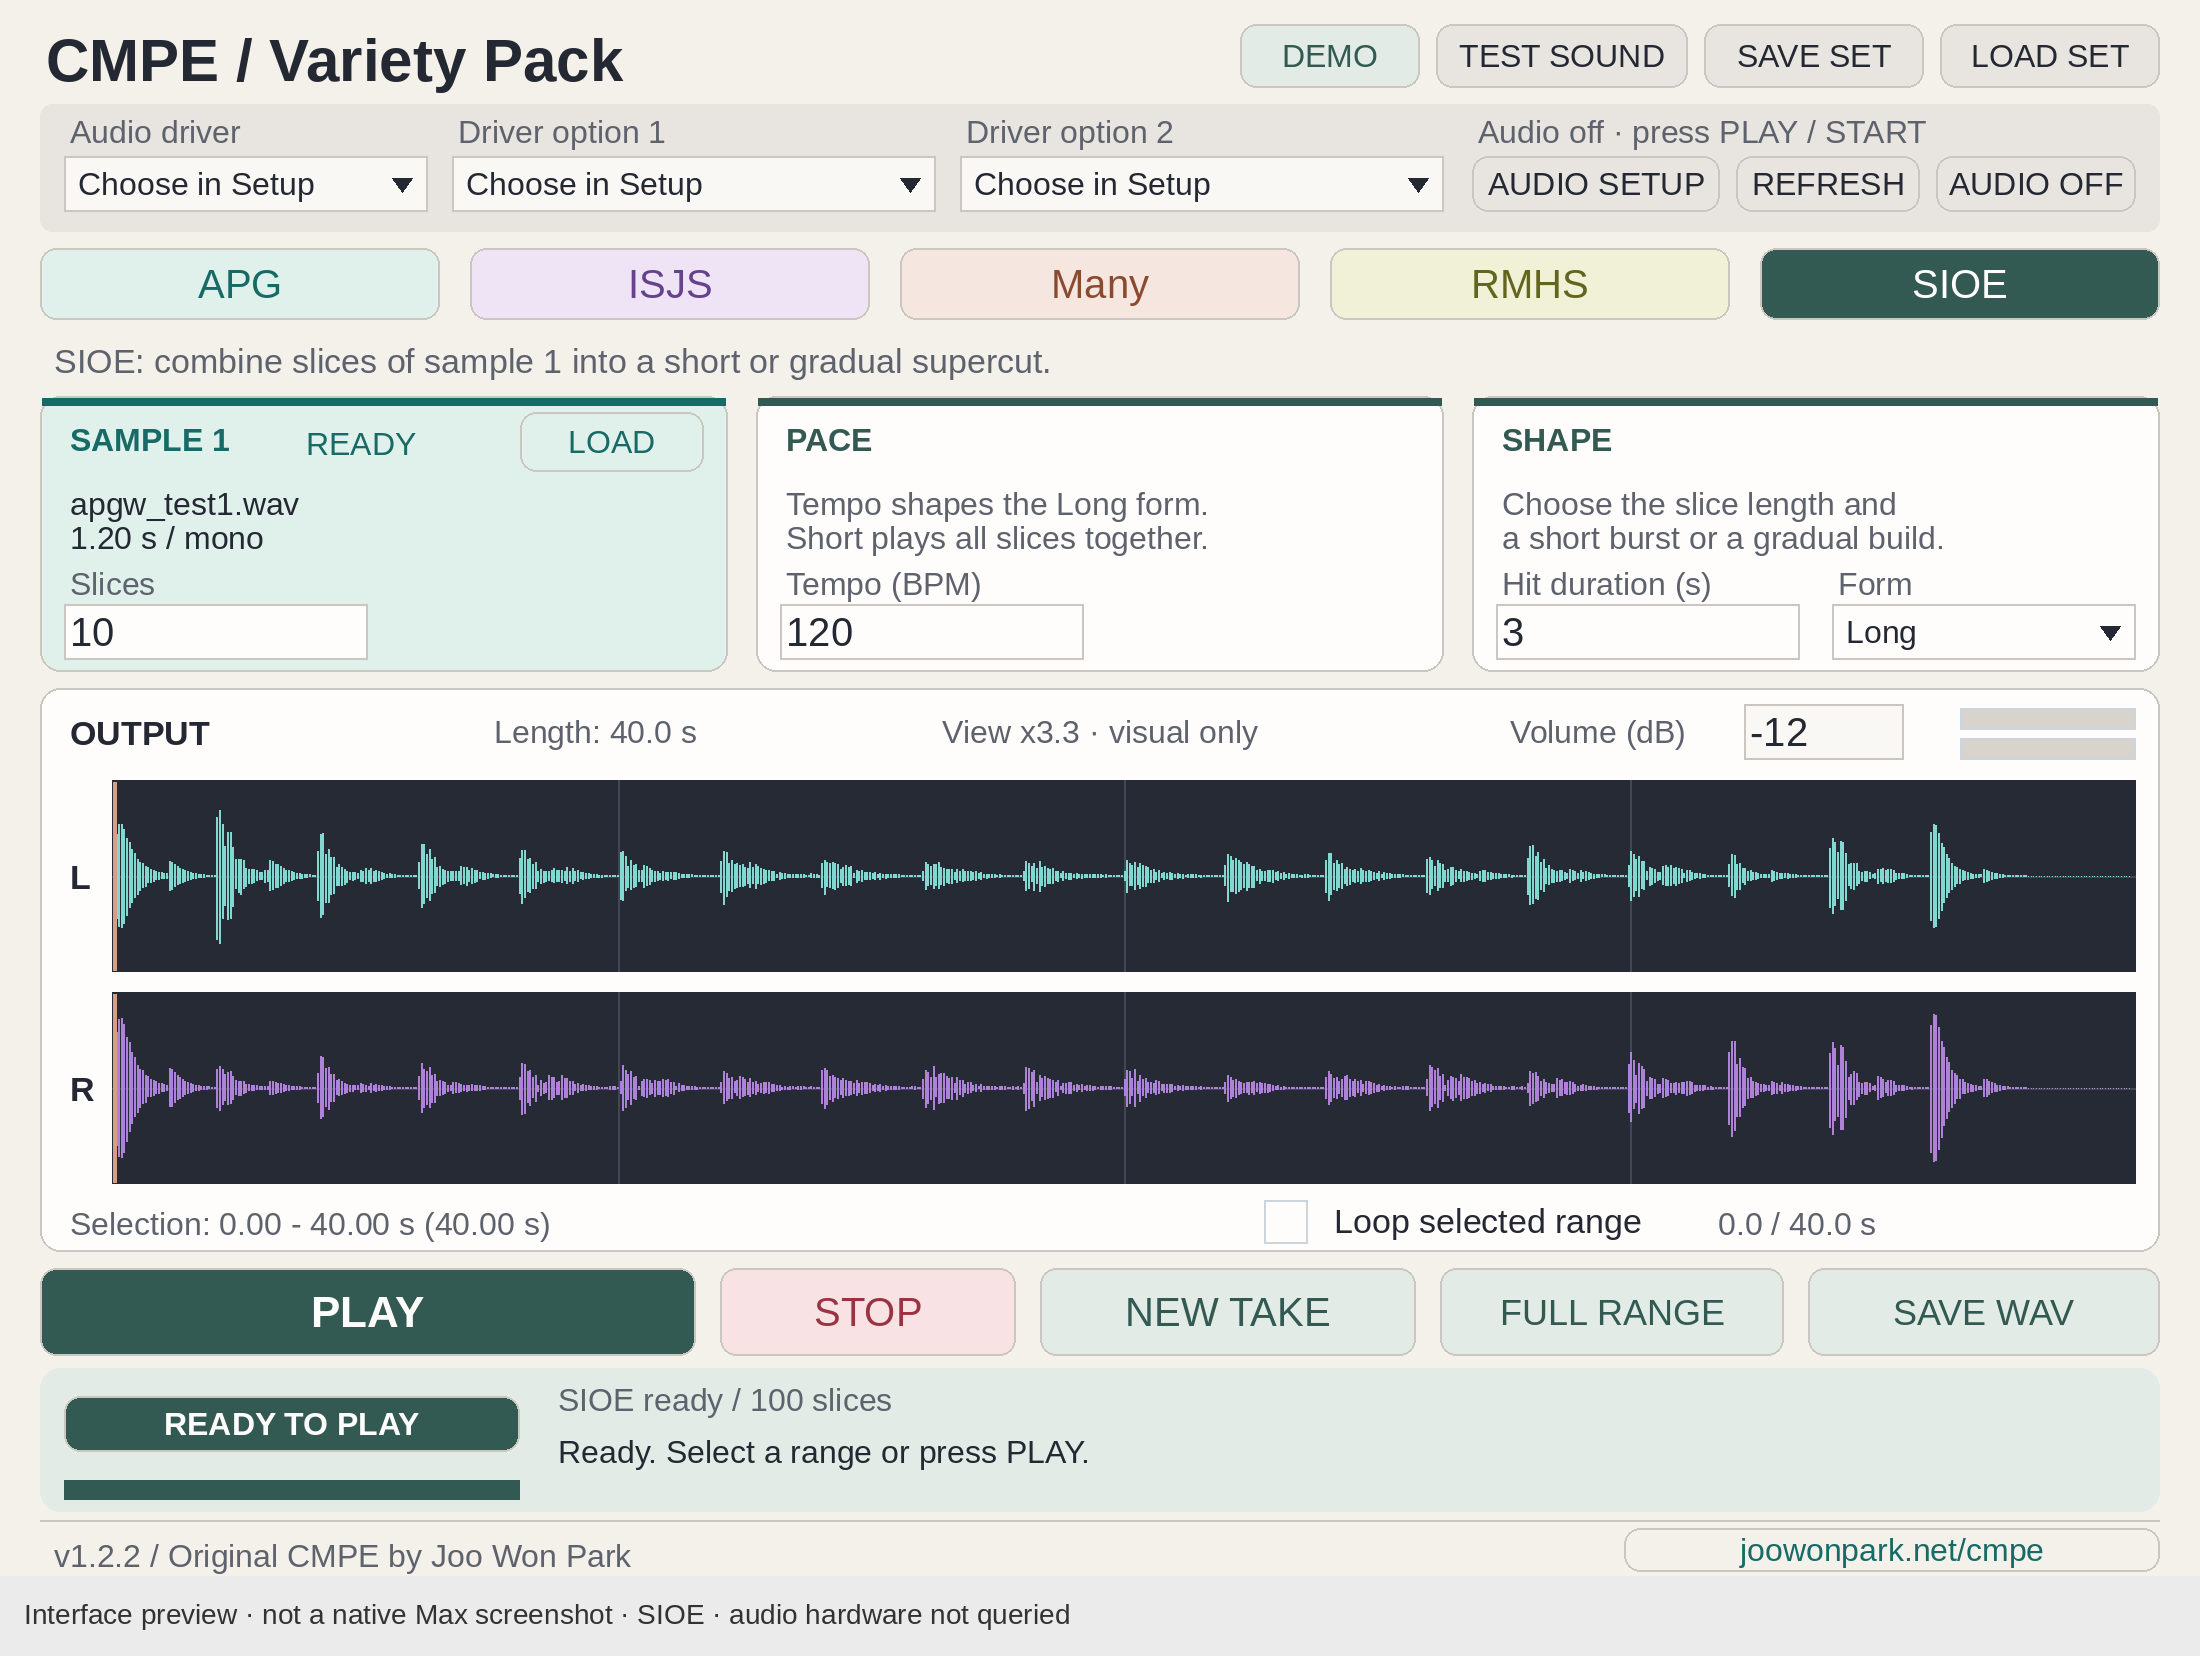 CMPE / Variety Pack
DEMO
TEST SOUND
SAVE SET
LOAD SET
Audio driver
Driver option 1
Driver option 2
Audio off · press PLAY / START
Choose in Setup
Choose in Setup
Choose in Setup
AUDIO SETUP
REFRESH
AUDIO OFF
APG
ISJS
Many
RMHS
SIOE
SIOE: combine slices of sample 1 into a short or gradual supercut.
SAMPLE 1
READY
LOAD
apgw_test1.wav
1.20 s / mono
Slices
10
PACE
Tempo shapes the Long form.
Short plays all slices together.
Tempo (BPM)
120
SHAPE
Choose the slice length and
a short burst or a gradual build.
Hit duration (s)
Form
3
Long
OUTPUT
Length: 40.0 s
View x3.3 · visual only
Volume (dB)
-12
L
R
Selection: 0.00 - 40.00 s (40.00 s)
Loop selected range
0.0 / 40.0 s
PLAY
STOP
NEW TAKE
FULL RANGE
SAVE WAV
READY TO PLAY
SIOE ready / 100 slices
Ready. Select a range or press PLAY.
v1.2.2 / Original CMPE by Joo Won Park
joowonpark.net/cmpe
Interface preview · not a native Max screenshot · SIOE · audio hardware not queried